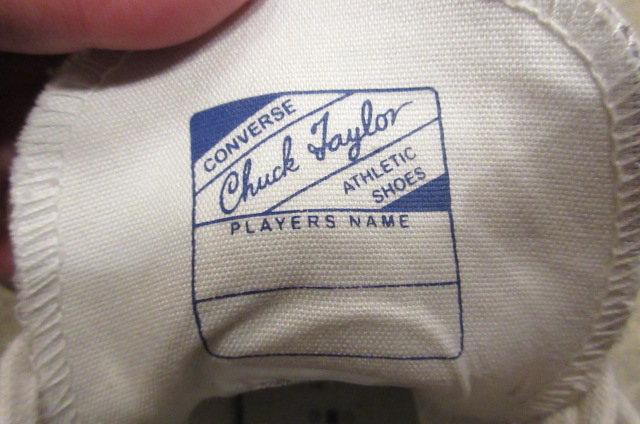 CONVERSE
Chuck Taylor
ATHLETIC
SHOES
PLAYERS NAME